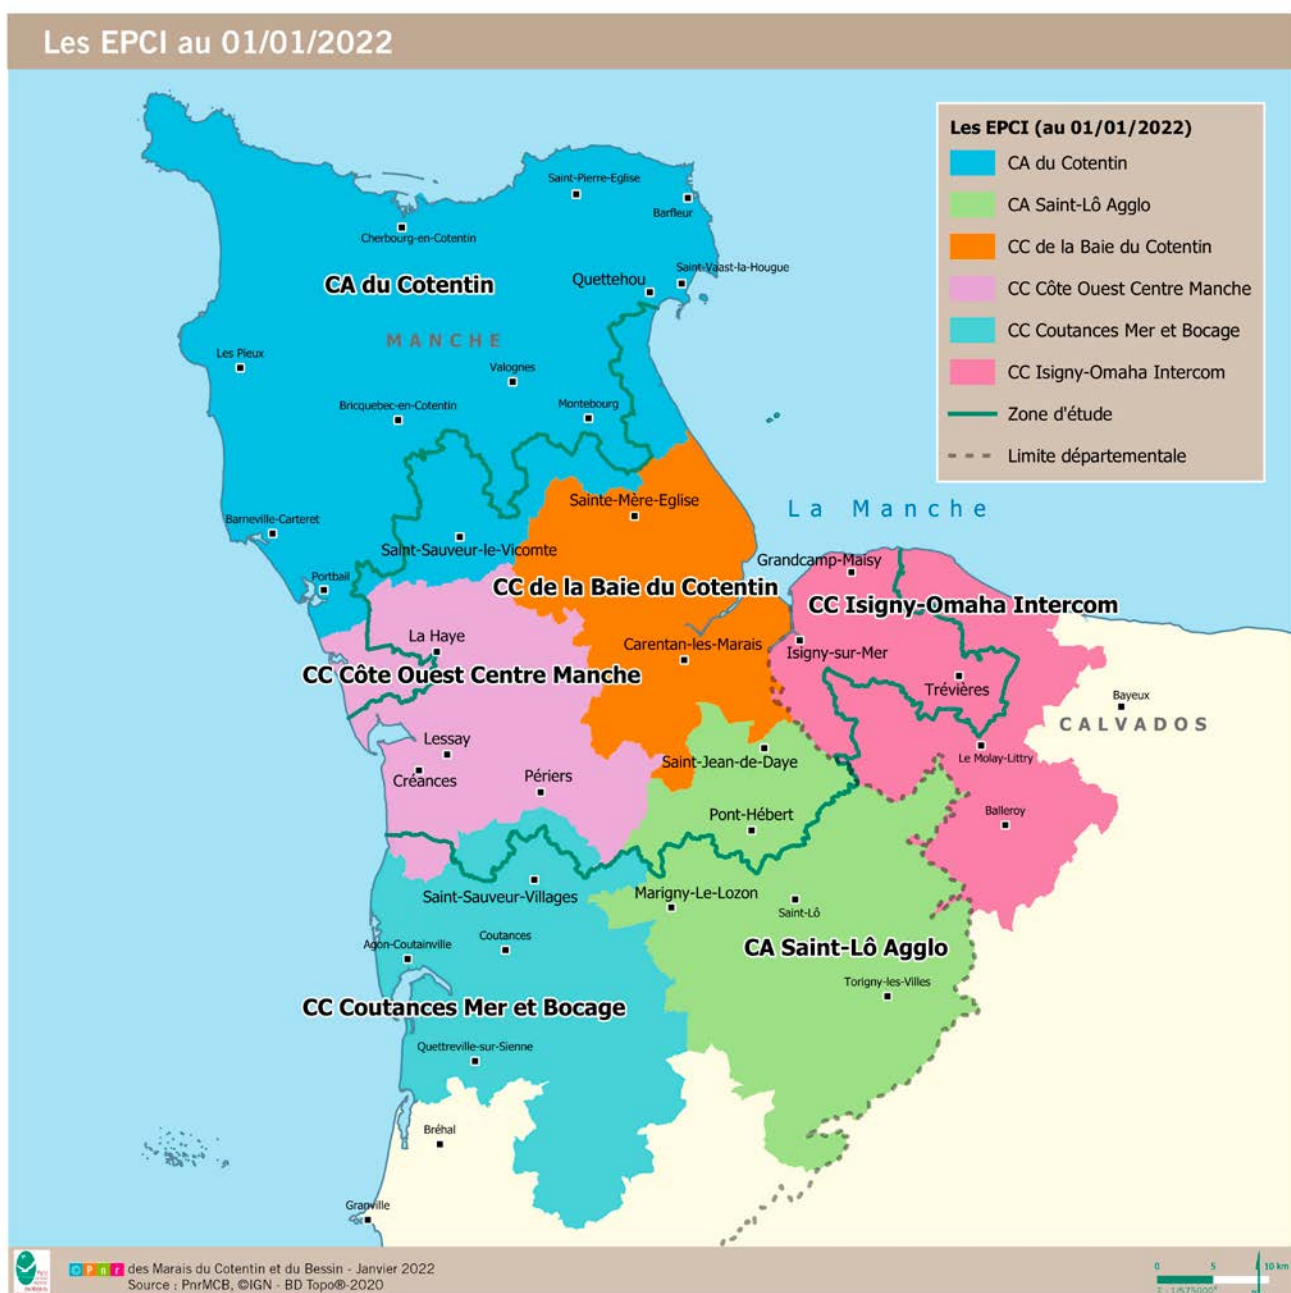 Les EPCI au 01/01/2022
Les EPCI (au 01/01/2022)
CA du Cotentin
CA Saint-Lô Agglo
CC de la Baie du Cotentin
CC Côte Ouest Centre Manche
CC Coutances Mer et Bocage
CC Isigny-Omaha Intercom
Zone d'étude
Limite départementale
Saint-Pierre-Eglise
Barfleur
Cherbourg-en-Cotentin
Saint-Vaast-la-Hougue
Quettehou
CA du Cotentin
MANCHE
Les Pieux
Valognes
Bricquebec-en-Cotentin
Montebourg
Sainte-Mère-Eglise
La Manche
Barneville-Carteret
Saint-Sauveur-le-Vicomte
Grandcamp-Maisy
Portbail
CC de la Baie du Cotentin
CC Isigny-Omaha Intercom
La Haye
Carentan-les-Marais
Isigny-sur-Mer
CC Côte Ouest Centre Manche
Trévières
Bayeux
CALVADOS
Lessay
Saint-Jean-de-Daye
Le Molay-Littry
Créances
Périers
Pont-Hébert
Balleroy
Saint-Sauveur-Villages
Marigny-Le-Lozon
Saint-Lô
Agon-Coutainville
Coutances
CA Saint-Lô Agglo
Torigny-les-Villes
CC Coutances Mer et Bocage
Quettreville-sur-Sienne
Bréhal
Granville
Pnr des Marais du Cotentin et du Bessin - Janvier 2022
Source : PnrMCB, ©IGN - BD Topo®-2020
0 5 10 km